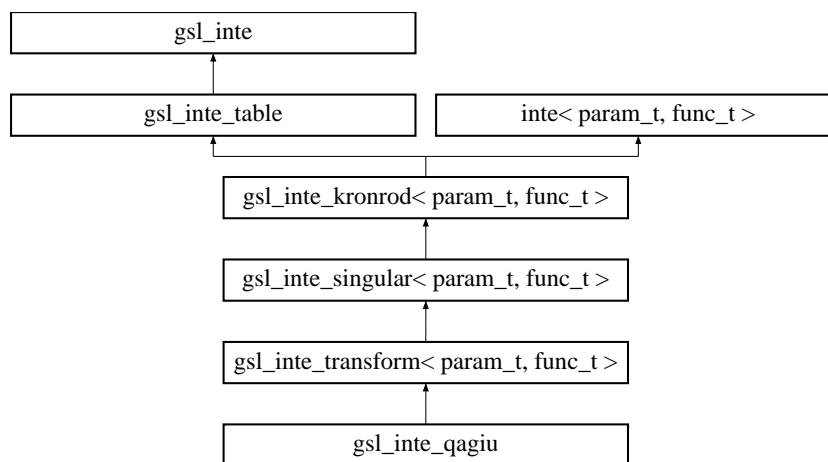 gsl_inte
gsl_inte_table
inte< param_t, func_t >
gsl_inte_kronrod< param_t, func_t >
gsl_inte_singular< param_t, func_t >
gsl_inte_transform< param_t, func_t >
gsl_inte_qagiu